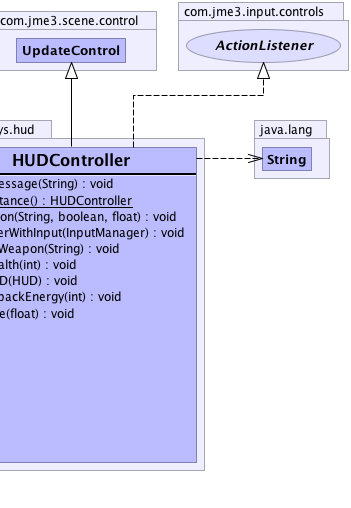 com.jme3.scene.control
UpdateControl
com.jme3.input.controls
ActionListener
ys.hud
java.lang
String
HUDController
essage(String) : void
tance() : HUDController
on(String, boolean, float) : void
erWithInput(InputManager) : void
Weapon(String) : void
alth(int) : void
D(HUD) : void
backEnergy(int) : void
e(float) : void